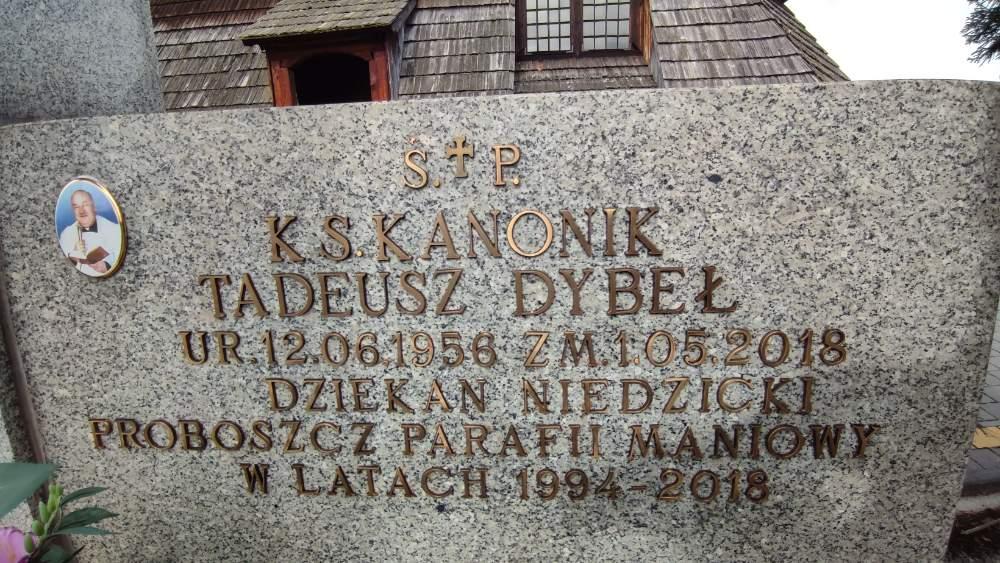 Ś. ✝ P.
KS. KANONIK
TADEUSZ DYBEŁ
UR. 12.06.1956 ZM. 1.05.2018
DZIEKAN NIEDZICKI
PROBOSZCZ PARAFII MANIOWY
W LATACH 1994-2018